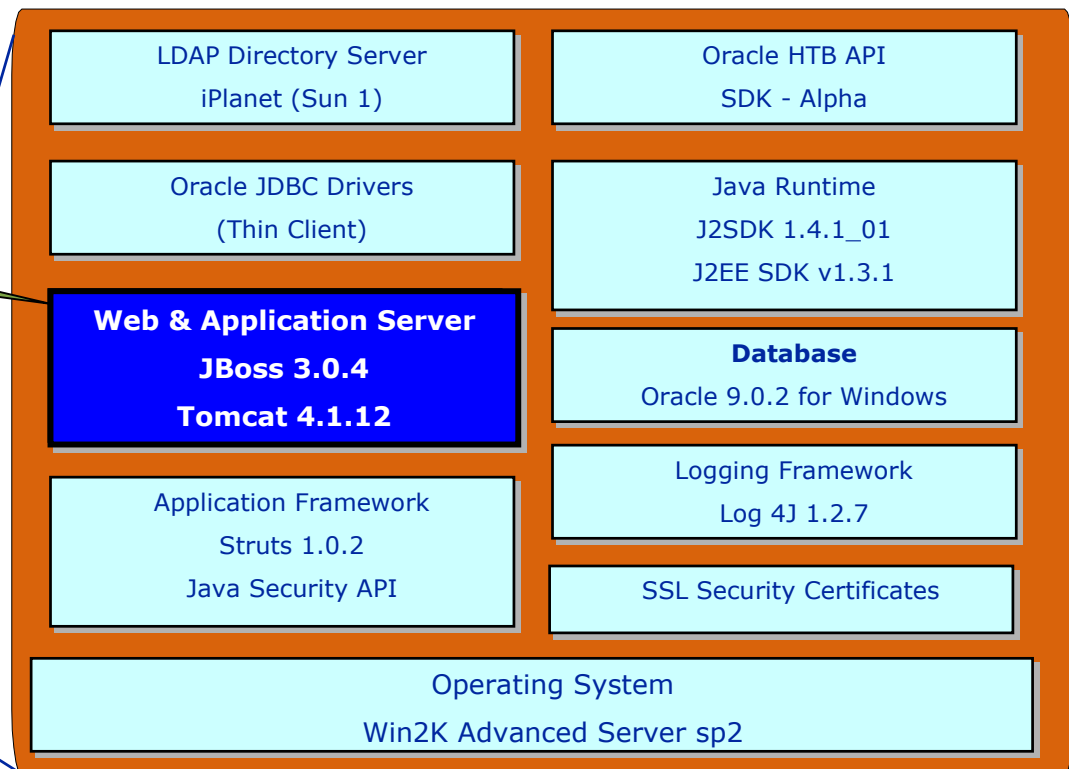 LDAP Directory Server
iPlanet (Sun 1)
Oracle HTB API
SDK - Alpha
Oracle JDBC Drivers
(Thin Client)
Java Runtime
J2SDK 1.4.1_01
J2EE SDK v1.3.1
Web & Application Server
JBoss 3.0.4
Tomcat 4.1.12
Database
Oracle 9.0.2 for Windows
Application Framework
Struts 1.0.2
Java Security API
Logging Framework
Log 4J 1.2.7
SSL Security Certificates
Operating System
Win2K Advanced Server sp2